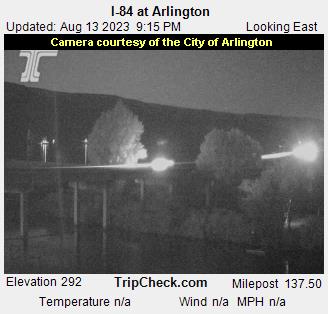 I-84 at Arlington
Updated: Aug 13 2023 9:15 PM Looking East
Camera courtesy of the City of Arlington
Elevation 292 TripCheck.com Milepost 137.50
Temperature n/a Wind n/a MPH n/a